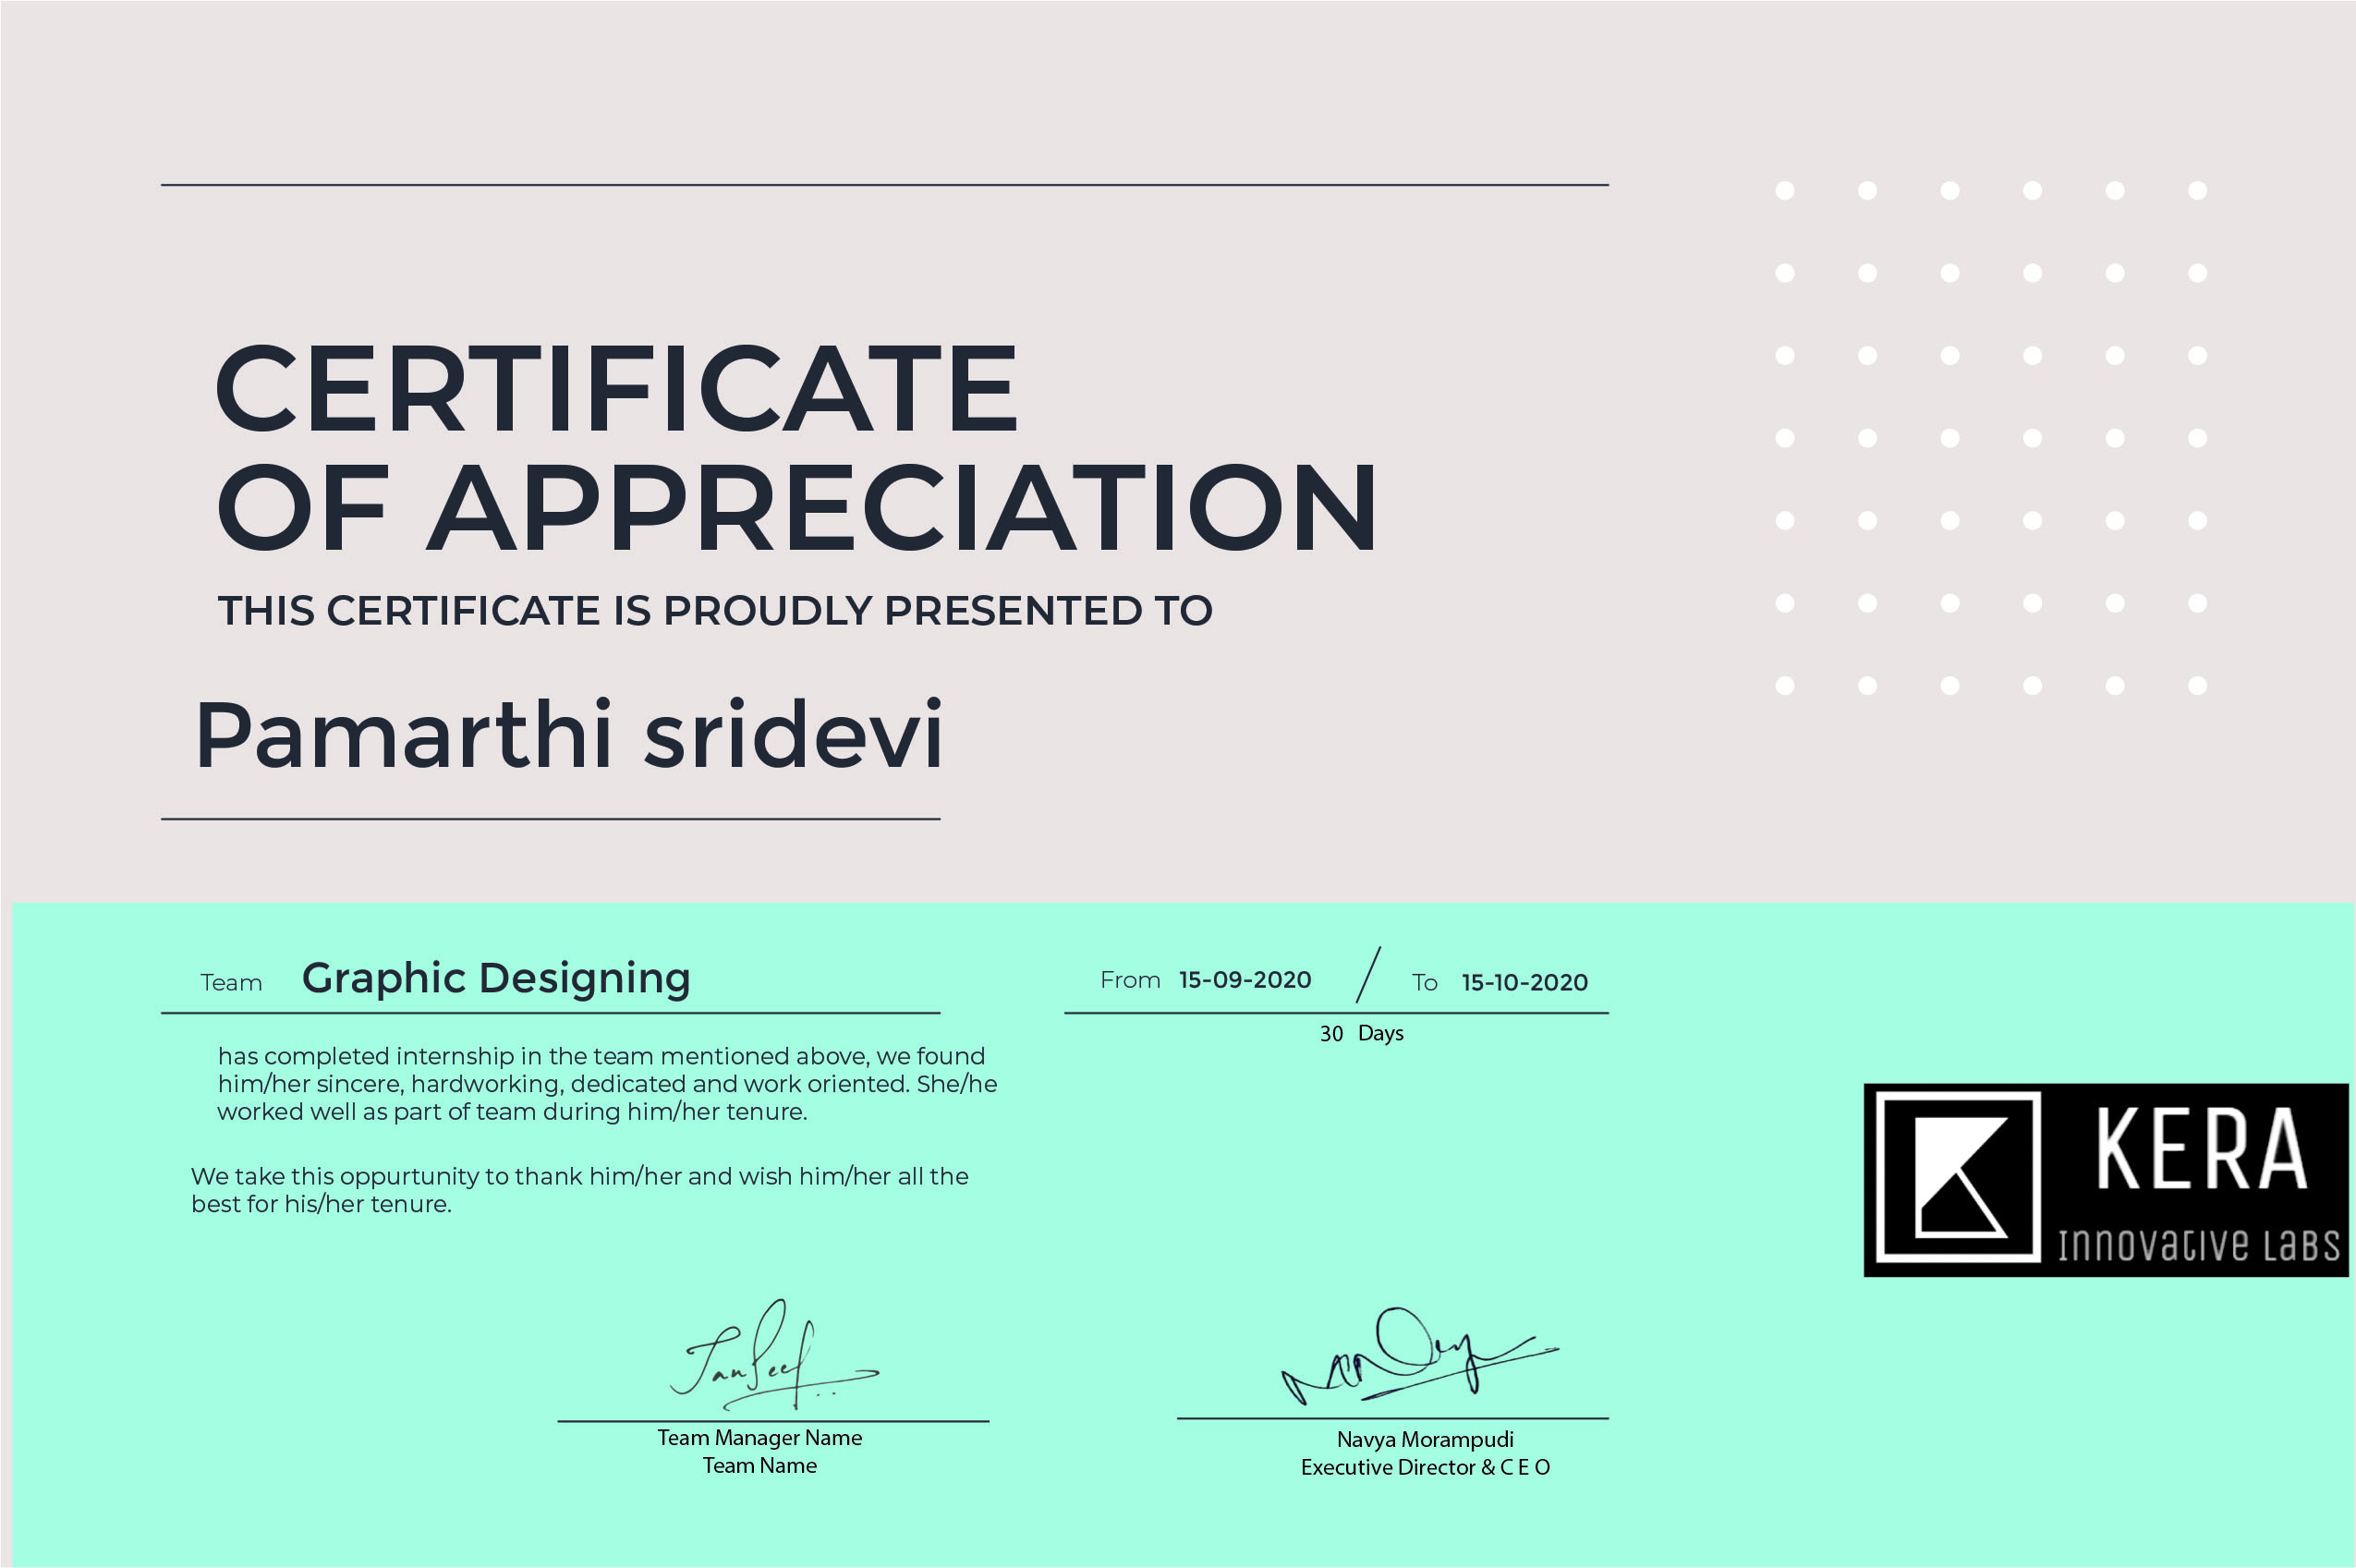 CERTIFICATE
OF APPRECIATION
THIS CERTIFICATE IS PROUDLY PRESENTED TO
Pamarthi sridevi
Team Graphic Designing
From 15-09-2020 / To 15-10-2020
30 Days
has completed internship in the team mentioned above, we found
him/her sincere, hardworking, dedicated and work oriented. She/he
worked well as part of team during him/her tenure.
We take this oppurtunity to thank him/her and wish him/her all the
best for his/her tenure.
KERA
Innovative LaBS
Team Manager Name
Team Name
Navya Morampudi
Executive Director & C E O